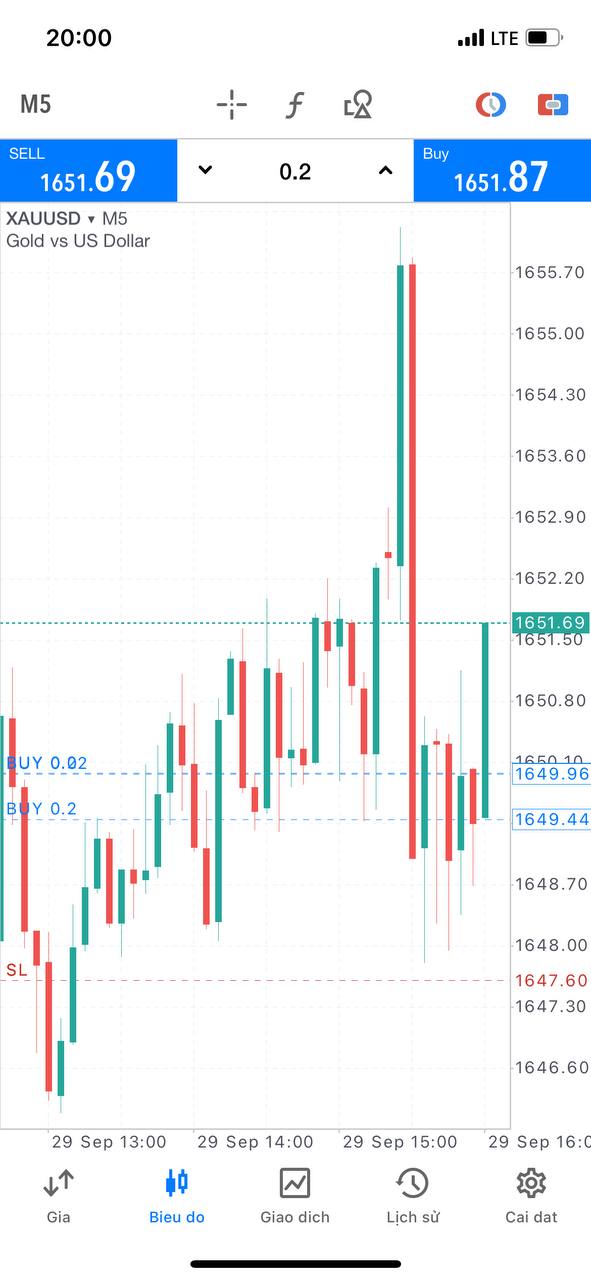 20:00
LTE
M5
SELL
1651.69
0.2
Buy
1651.87
XAUUSD ▾ M5
Gold vs US Dollar
1655.70
1655.00
1654.30
1653.60
1652.90
1652.20
1651.69
1651.50
1650.80
1650.10
BUY 0.02
1649.96
BUY 0.2
1649.44
1648.70
1648.00
SL
1647.60
1647.30
1646.60
29 Sep 13:00
29 Sep 14:00
29 Sep 15:00
29 Sep 16:0
Gia
Bieu do
Giao dich
Lịch sử
Cai dat